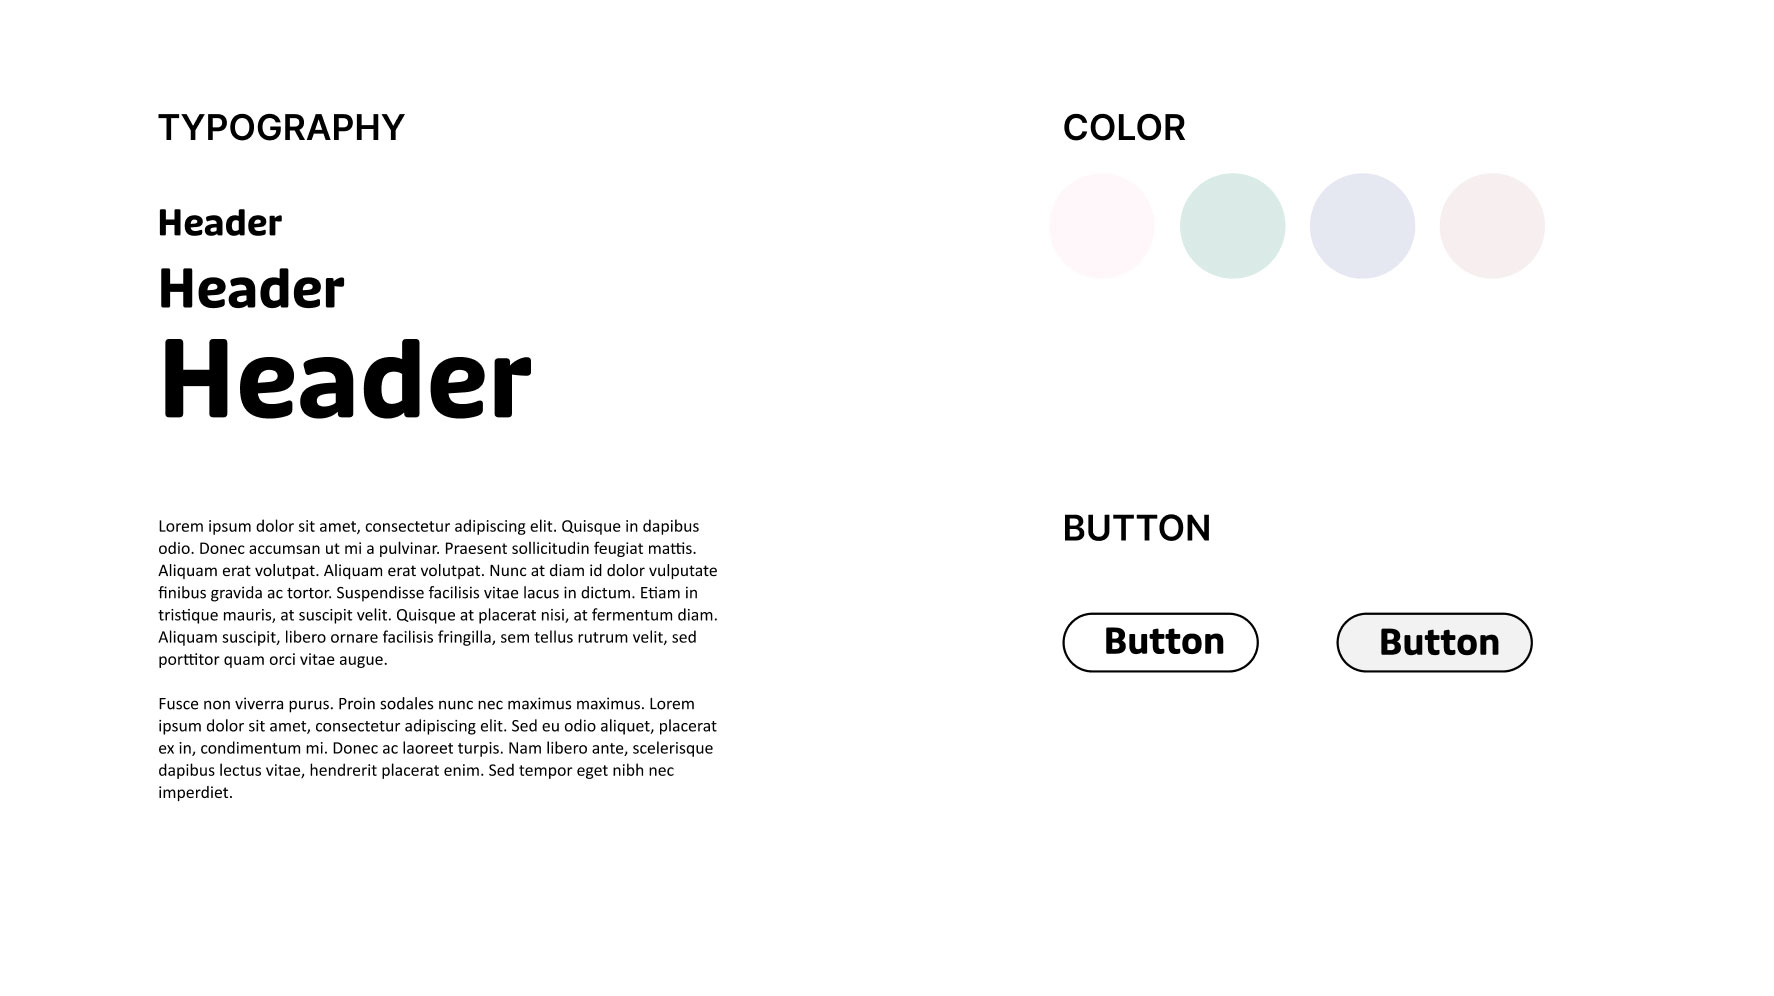 TYPOGRAPHY
Header
Header
Header
Lorem ipsum dolor sit amet, consectetur adipiscing elit. Quisque in dapibus
odio. Donec accumsan ut mi a pulvinar. Praesent sollicitudin feugiat mattis.
Aliquam erat volutpat. Aliquam erat volutpat. Nunc at diam id dolor vulputate
finibus gravida ac tortor. Suspendisse facilisis vitae lacus in dictum. Etiam in
tristique mauris, at suscipit velit. Quisque at placerat nisi, at fermentum diam.
Aliquam suscipit, libero ornare facilisis fringilla, sem tellus rutrum velit, sed
porttitor quam orci vitae augue.
Fusce non viverra purus. Proin sodales nunc nec maximus maximus. Lorem
ipsum dolor sit amet, consectetur adipiscing elit. Sed eu odio aliquet, placerat
ex in, condimentum mi. Donec ac laoreet turpis. Nam libero ante, scelerisque
dapibus lectus vitae, hendrerit placerat enim. Sed tempor eget nibh nec
imperdiet.
COLOR
BUTTON
Button
Button